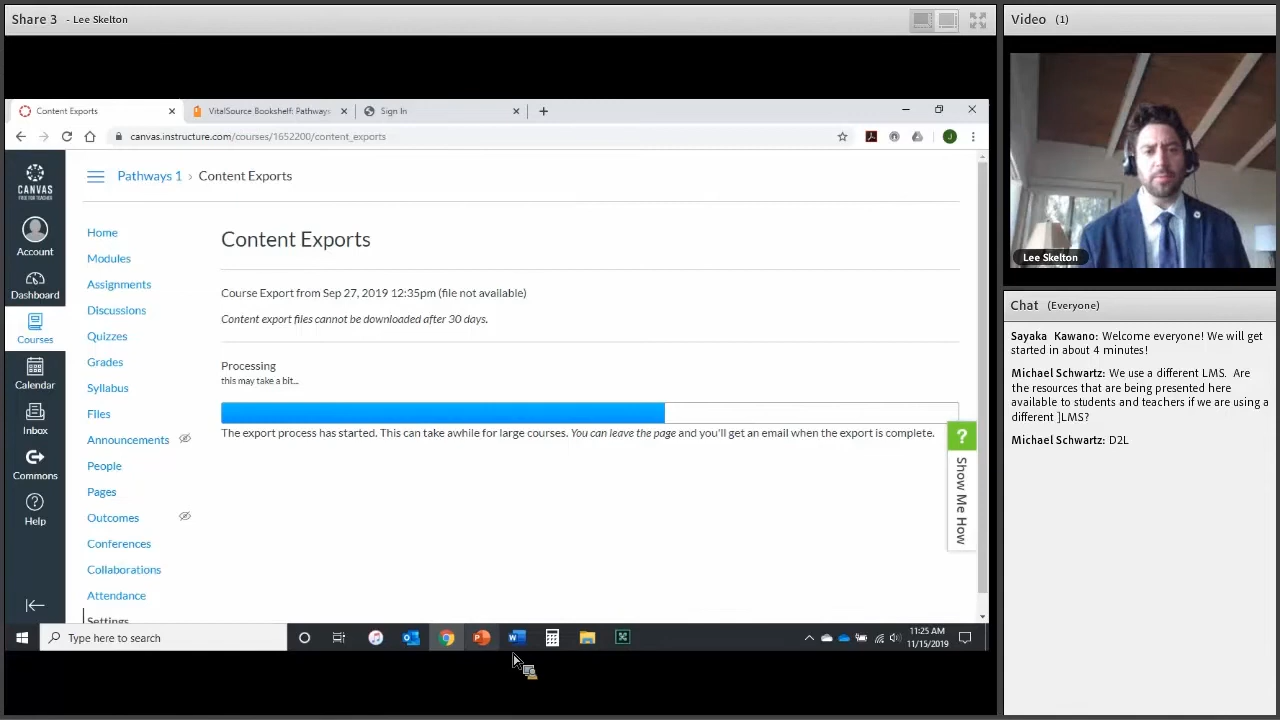 Share 3 - Lee Skelton
Content Exports
VitalSource Bookshelf: Pathways
Sign In
canvas.instructure.com/courses/1652200/content_exports
J
CANVAS
FREE FOR TEACHER
Account
Dashboard
Courses
Calendar
Inbox
Commons
Help
Pathways 1 › Content Exports
Home
Modules
Assignments
Discussions
Quizzes
Grades
Syllabus
Files
Announcements
People
Pages
Outcomes
Conferences
Collaborations
Attendance
Settings
Content Exports
Course Export from Sep 27, 2019 12:35pm (file not available)
Content export files cannot be downloaded after 30 days.
Processing
this may take a bit...
The export process has started. This can take awhile for large courses. You can leave the page and you'll get an email when the export is complete.
? Show Me How
Type here to search
11:25 AM
11/15/2019
Video (1)
Lee Skelton
Chat (Everyone)
Sayaka Kawano: Welcome everyone! We will get
started in about 4 minutes!
Michael Schwartz: We use a different LMS. Are
the resources that are being presented here
available to students and teachers if we are using a
different ]LMS?
Michael Schwartz: D2L